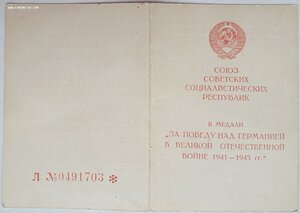 Л №0491703 *
СОЮЗ
СОВЕТСКИХ
СОЦИАЛИСТИЧЕСКИХ
РЕСПУБЛИК
К МЕДАЛИ
„ЗА ПОБЕДУ НАД ГЕРМАНИЕЙ
В ВЕЛИКОЙ ОТЕЧЕСТВЕННОЙ
ВОЙНЕ 1941—1945 гг.“